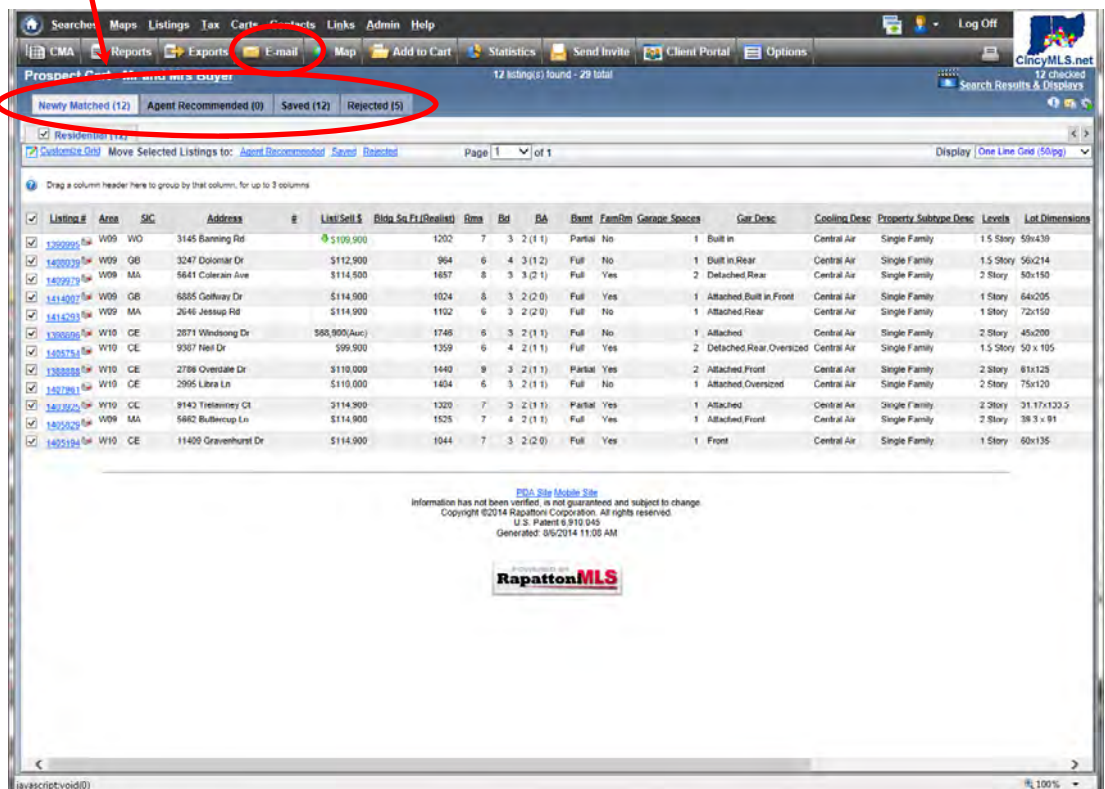 Searches Maps Listings Tax Carts Contacts Links Admin Help Log Off
CMA Reports Exports E-mail Map Add to Cart Statistics Send Invite Client Portal Options
CincyMLS.net
Prospect Cart - Mr and Mrs Buyer 12 listing(s) found - 29 total 12 checked
Search Results & Displays
Newly Matched (12) Agent Recommended (0) Saved (12) Rejected (5)
Residential (12)
Customize Grid Move Selected Listings to: Agent Recommended Saved Rejected Page 1 of 1 Display One Line Grid (50/pg)
Drag a column header here to group by that column, for up to 3 columns
Listing # Area SIC Address # List/Sell $ Bldg Sq Ft (Realist) Rms Bd BA Bsmt FamRm Garage Spaces Gar Desc Cooling Desc Property Subtype Desc Levels Lot Dimensions
1390995 W09 WO 3145 Banning Rd $109,900 1202 7 3 2 (1 1) Partial No 1 Built in Central Air Single Family 1.5 Story 59x439
1408039 W09 GB 3247 Dolomar Dr $112,900 964 6 4 3 (1 2) Full No 1 Built in,Rear Central Air Single Family 1.5 Story 56x214
1409979 W09 MA 5641 Colerain Ave $114,500 1657 8 3 3 (2 1) Full Yes 2 Detached,Rear Central Air Single Family 2 Story 50x150
1414007 W09 GB 6885 Golfway Dr $114,900 1024 8 3 2 (2 0) Full Yes 1 Attached,Built in,Front Central Air Single Family 1 Story 64x205
1414293 W09 MA 2646 Jessup Rd $114,900 1102 6 3 2 (2 0) Full No 1 Attached,Rear Central Air Single Family 1 Story 72x150
W10 CE 2871 Windsong Dr $68,900(Auc) 1746 6 3 2 (1 1) Full No 1 Attached Central Air Single Family 2 Story 45x200
1405754 W10 CE 9387 Neil Dr $99,900 1359 6 4 2 (1 1) Full Yes 2 Detached,Rear,Oversized Central Air Single Family 1.5 Story 50 x 105
1388888 W10 CE 2786 Overdale Dr $110,000 1440 9 3 2 (1 1) Partial Yes 2 Attached,Front Central Air Single Family 2 Story 81x125
1407961 W10 CE 2995 Libra Ln $110,000 1404 6 3 2 (1 1) Full No 1 Attached,Oversized Central Air Single Family 2 Story 75x120
1403925 W10 CE 9143 Trelawney Ct $114,900 1320 7 3 2 (1 1) Partial Yes 1 Attached Central Air Single Family 2 Story 31.17x133.5
1405029 W09 MA 5662 Buttercup Ln $114,900 1525 7 4 2 (1 1) Full Yes 1 Attached,Front Central Air Single Family 2 Story 39.3 x 91
1405194 W10 CE 11409 Gravenhurst Dr $114,900 1044 7 3 2 (2 0) Full Yes 1 Front Central Air Single Family 1 Story 60x135
PDA Site Mobile Site
Information has not been verified, is not guaranteed and subject to change.
Copyright ©2014 Rapattoni Corporation. All rights reserved.
U.S. Patent 6,910,045
Generated: 8/6/2014 11:08 AM
POWERED BY
RapattoniMLS
javascript:void(0) 100%